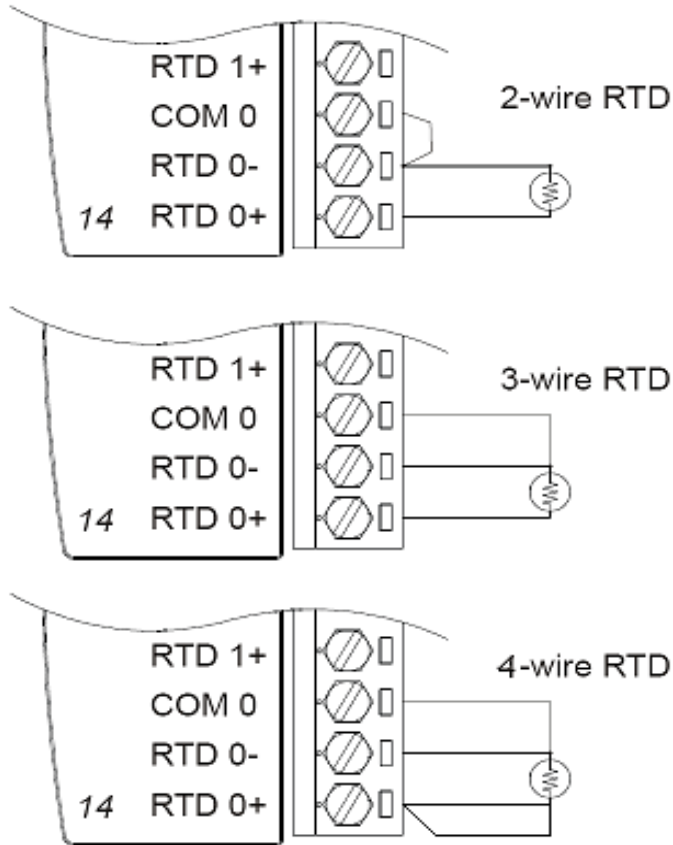 RTD 1+
COM 0
RTD 0-
14 RTD 0+
2-wire RTD
RTD 1+
COM 0
RTD 0-
14 RTD 0+
3-wire RTD
RTD 1+
COM 0
RTD 0-
14 RTD 0+
4-wire RTD